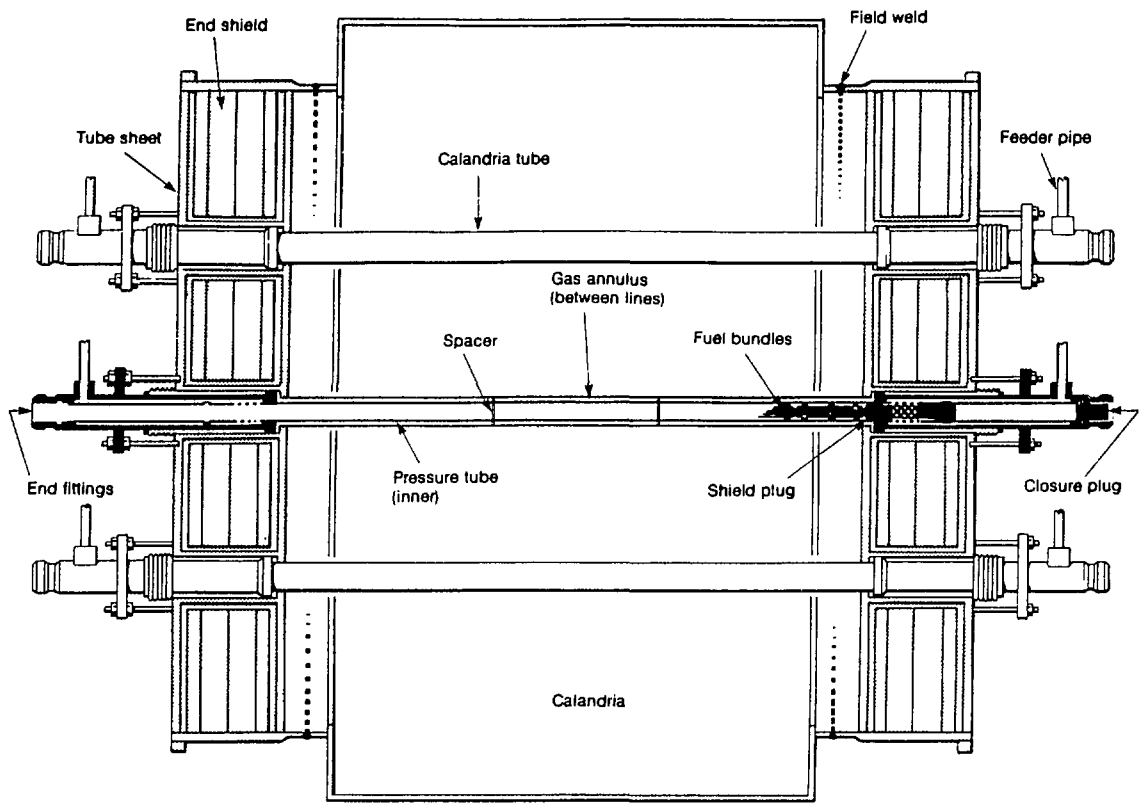 End shield
Field weld
Tube sheet
Feeder pipe
Calandria tube
Gas annulus
(between lines)
Spacer
Fuel bundles
End fittings
Pressure tube
(inner)
Shield plug
Closure plug
Calandria